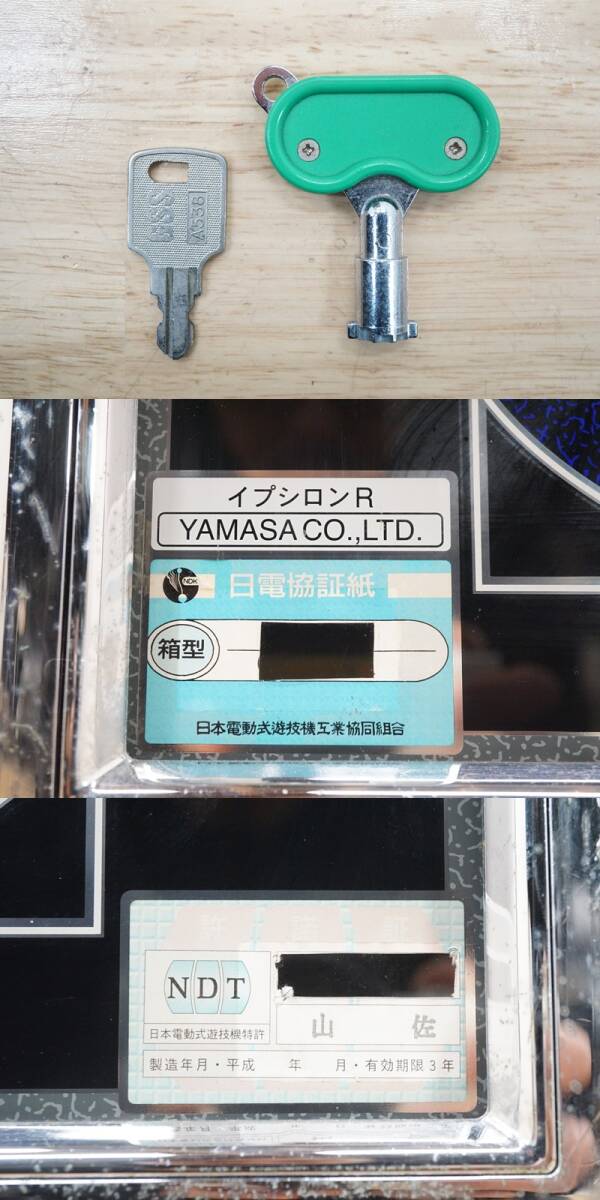 A336
イプシロンR
YAMASA CO.,LTD.
NDK
日電協証紙
箱型
日本電動式遊技機工業協同組合
許諾証
NDT
日本電動式遊技機特許
山佐
製造年月・平成 年 月・有効期限3年